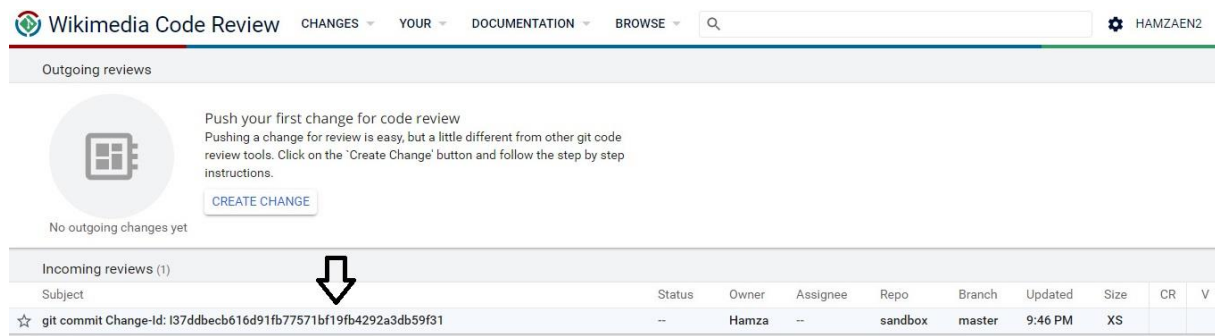 Wikimedia Code Review CHANGES YOUR DOCUMENTATION BROWSE HAMZAEN2
Outgoing reviews
Push your first change for code review
Pushing a change for review is easy, but a little different from other git code
review tools. Click on the `Create Change' button and follow the step by step
instructions.
CREATE CHANGE
No outgoing changes yet
Incoming reviews (1)
Subject Status Owner Assignee Repo Branch Updated Size CR V
git commit Change-Id: I37ddbecb616d91fb77571bf19fb4292a3db59f31 -- Hamza -- sandbox master 9:46 PM XS